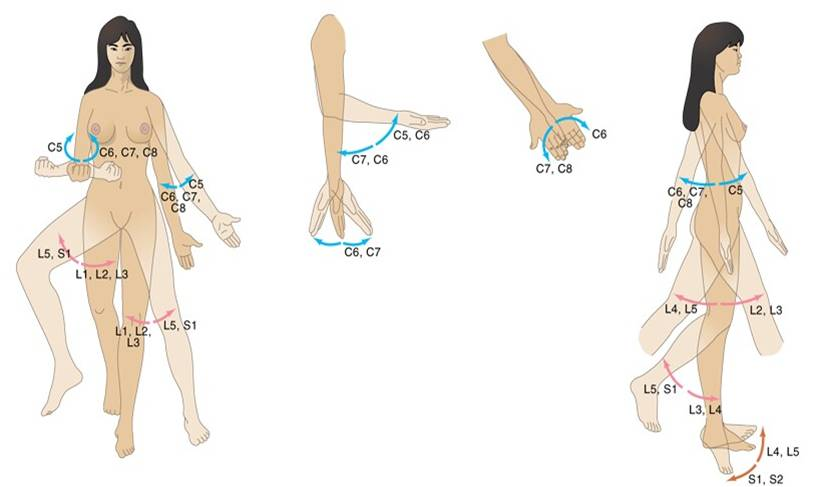 C5
C6, C7, C8
C5
C6, C7,
C8
L5, S1
L1, L2, L3
L1, L2,
L3
L5, S1
C5, C6
C7, C6
C6, C7
C6
C7, C8
C6, C7,
C8
C5
L4, L5
L2, L3
L5, S1
L3, L4
L4, L5
S1, S2